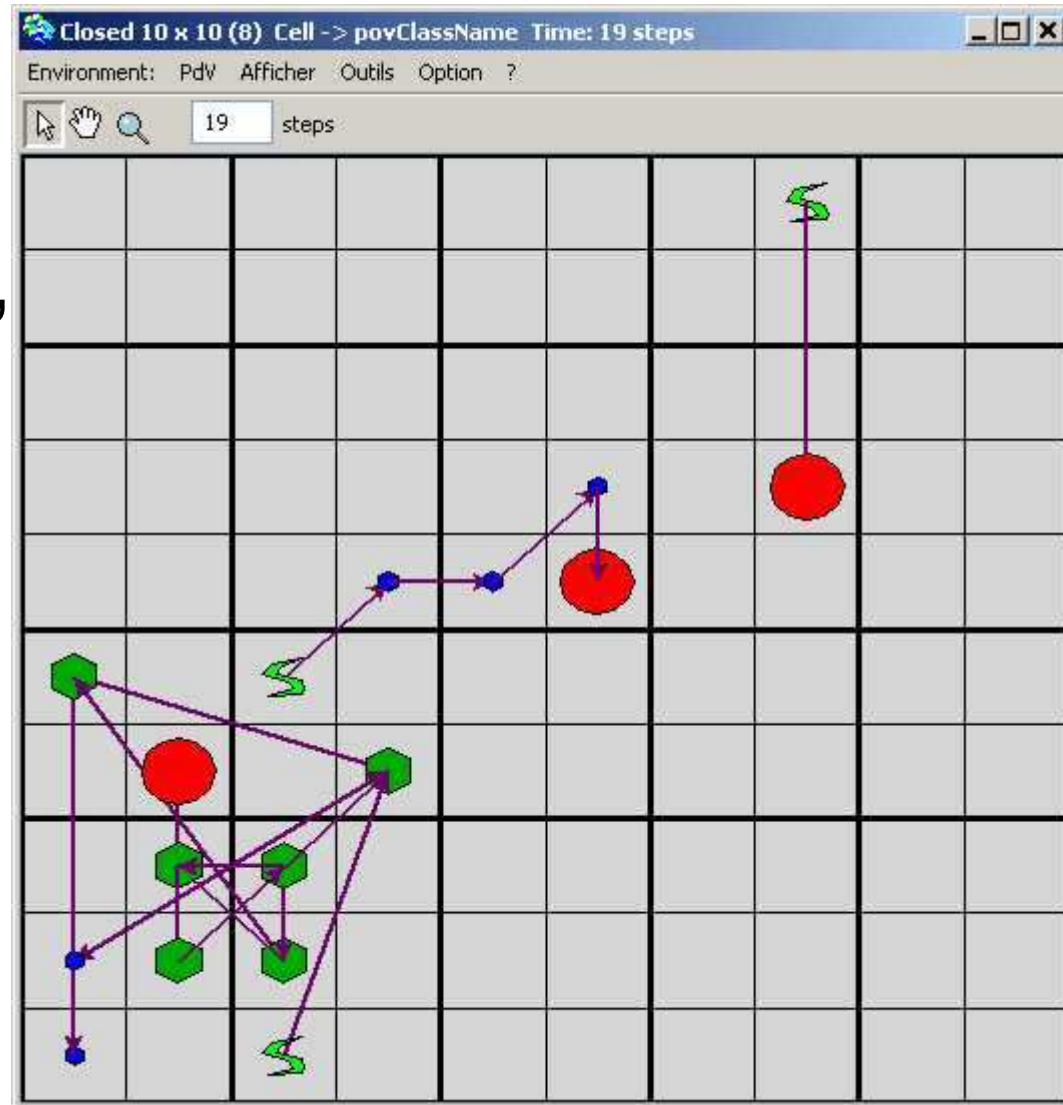 Closed 10 x 10 (8) Cell -> povClassName Time: 19 steps
Environment: PdV Afficher Outils Option ?
19 steps